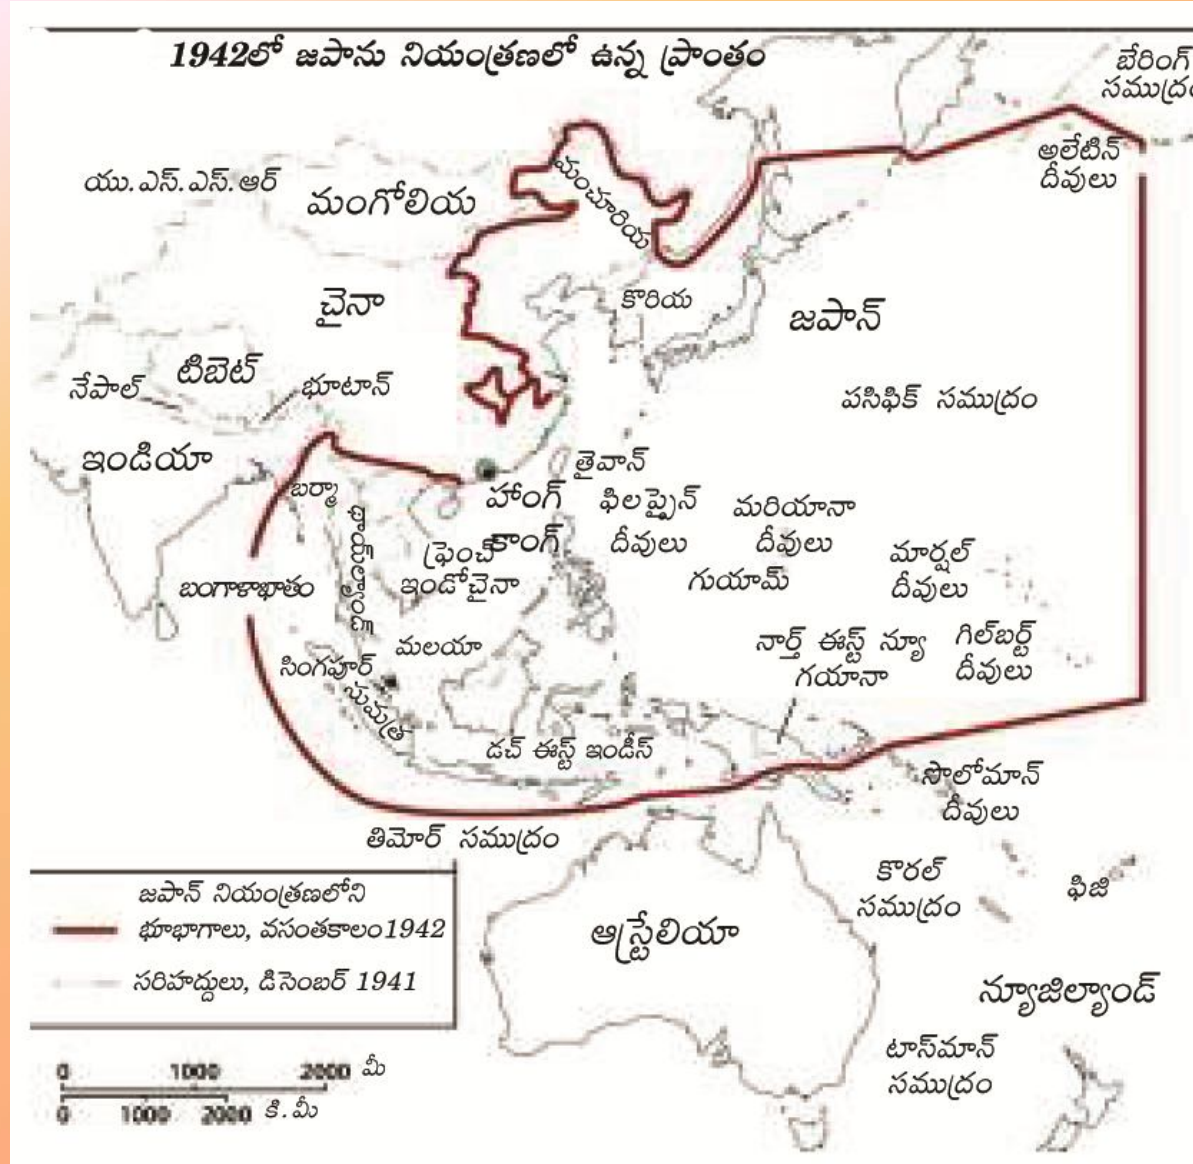 1942లో జపాను నియంత్రణలో ఉన్న ప్రాంతం
బేరింగ్
సముద్రం
అలేటిన్
దీవులు
యు.ఎస్.ఎస్.ఆర్
మంగోలియ
మంచూరియ
చైనా
కొరియ
జపాన్
టిబెట్
నేపాల్
భూటాన్
పసిఫిక్ సముద్రం
ఇండియా
బర్మా
తైవాన్
హాంగ్
కాంగ్
ఫిలప్పైన్
దీవులు
మరియానా
దీవులు
గుయామ్
మార్షల్
దీవులు
థాయ్‌లాండ్
ఫ్రెంచ్
ఇండోచైనా
బంగాళాఖాతం
మలయా
సింగపూర్
సుమత్ర
నార్త్ ఈస్ట్ న్యూ
గయానా
గిల్‌బర్ట్
దీవులు
డచ్ ఈస్ట్ ఇండీస్
సొలోమాన్
దీవులు
తిమోర్ సముద్రం
కొరల్
సముద్రం
ఫిజి
ఆస్ట్రేలియా
న్యూజిల్యాండ్
టాస్‌మాన్
సముద్రం
జపాన్ నియంత్రణలోని
భూభాగాలు, వసంతకాలం1942
సరిహద్దులు, డిసెంబర్ 1941
0 1000 2000 మీ
0 1000 2000 కి.మీ